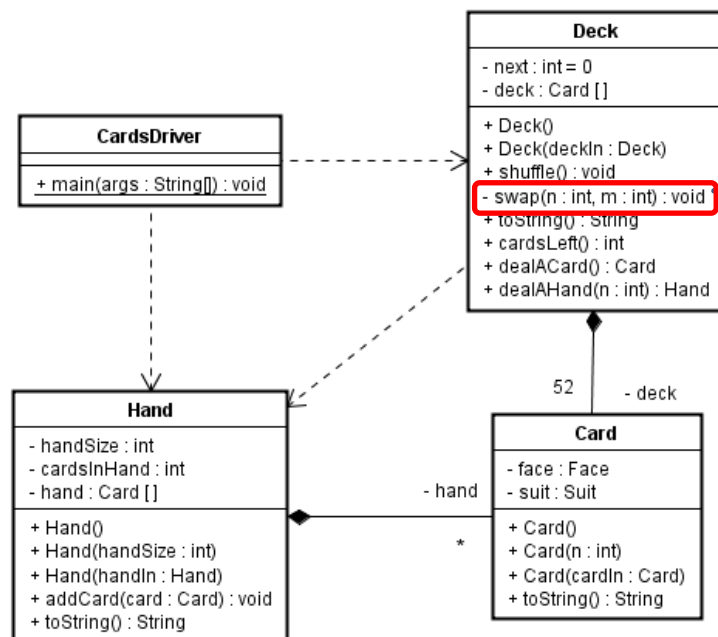 Deck
- next : int = 0
- deck : Card [ ]
+ Deck()
+ Deck(deckIn : Deck)
+ shuffle() : void
- swap(n : int, m : int) : void
+ toString() : String
+ cardsLeft() : int
+ dealACard() : Card
+ dealAHand(n : int) : Hand
CardsDriver
+ main(args : String[]) : void
52
- deck
Hand
- handSize : int
- cardsInHand : int
- hand : Card [ ]
+ Hand()
+ Hand(handSize : int)
+ Hand(handIn : Hand)
+ addCard(card : Card) : void
+ toString() : String
- hand
*
Card
- face : Face
- suit : Suit
+ Card()
+ Card(n : int)
+ Card(cardIn : Card)
+ toString() : String